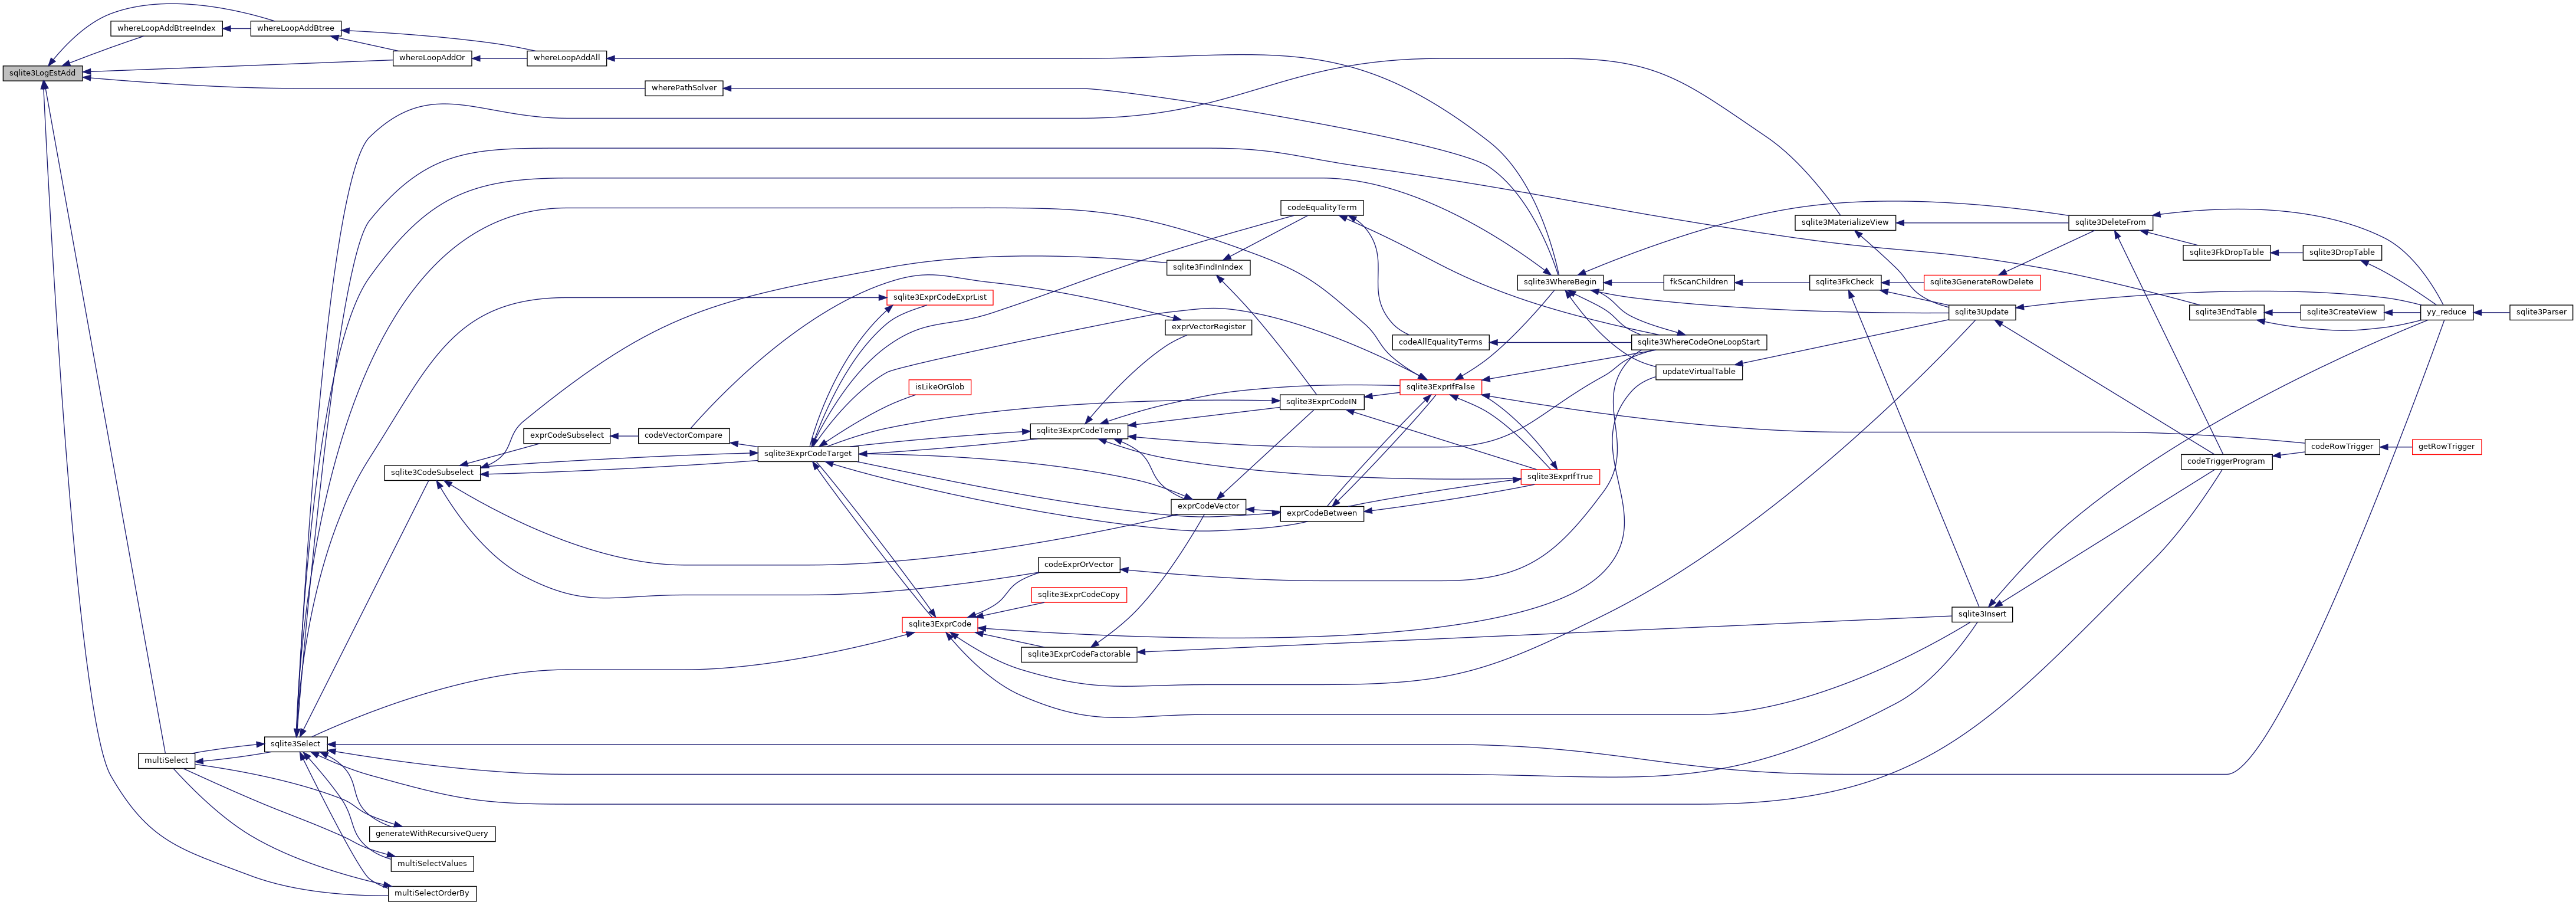 sqlite3LogEstAdd
whereLoopAddBtreeIndex
whereLoopAddBtree
whereLoopAddOr
whereLoopAddAll
wherePathSolver
multiSelect
sqlite3Select
generateWithRecursiveQuery
multiSelectValues
multiSelectOrderBy
sqlite3CodeSubselect
exprCodeSubselect
codeVectorCompare
sqlite3ExprCodeTarget
sqlite3ExprCodeExprList
isLikeOrGlob
sqlite3ExprCode
sqlite3ExprCodeTemp
codeExprOrVector
sqlite3ExprCodeCopy
sqlite3ExprCodeFactorable
sqlite3FindInIndex
exprVectorRegister
exprCodeVector
codeEqualityTerm
sqlite3ExprCodeIN
exprCodeBetween
codeAllEqualityTerms
sqlite3ExprIfFalse
sqlite3ExprIfTrue
sqlite3WhereBegin
sqlite3WhereCodeOneLoopStart
fkScanChildren
updateVirtualTable
sqlite3MaterializeView
sqlite3FkCheck
sqlite3GenerateRowDelete
sqlite3Update
sqlite3Insert
sqlite3DeleteFrom
sqlite3FkDropTable
sqlite3DropTable
sqlite3EndTable
sqlite3CreateView
yy_reduce
sqlite3Parser
codeTriggerProgram
codeRowTrigger
getRowTrigger